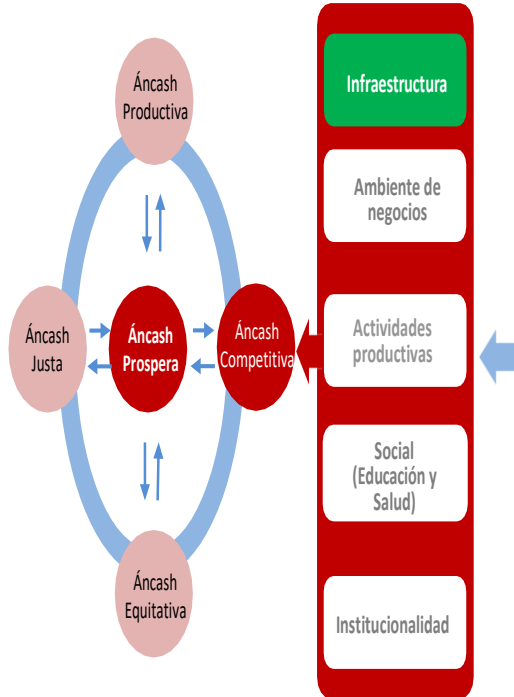 Áncash
Productiva
Áncash
Justa
Áncash
Prospera
Áncash
Competitiva
Áncash
Equitativa
Infraestructura
Ambiente de
negocios
Actividades
productivas
Social
(Educación y
Salud)
Institucionalidad